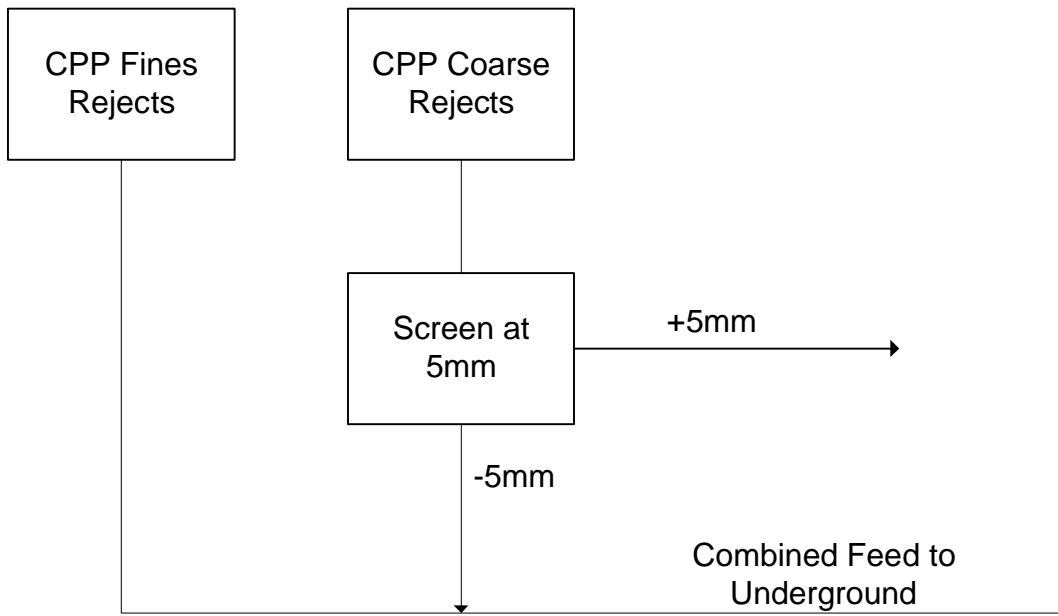 CPP Fines
Rejects
CPP Coarse
Rejects
Screen at
5mm
+5mm
-5mm
Combined Feed to
Underground